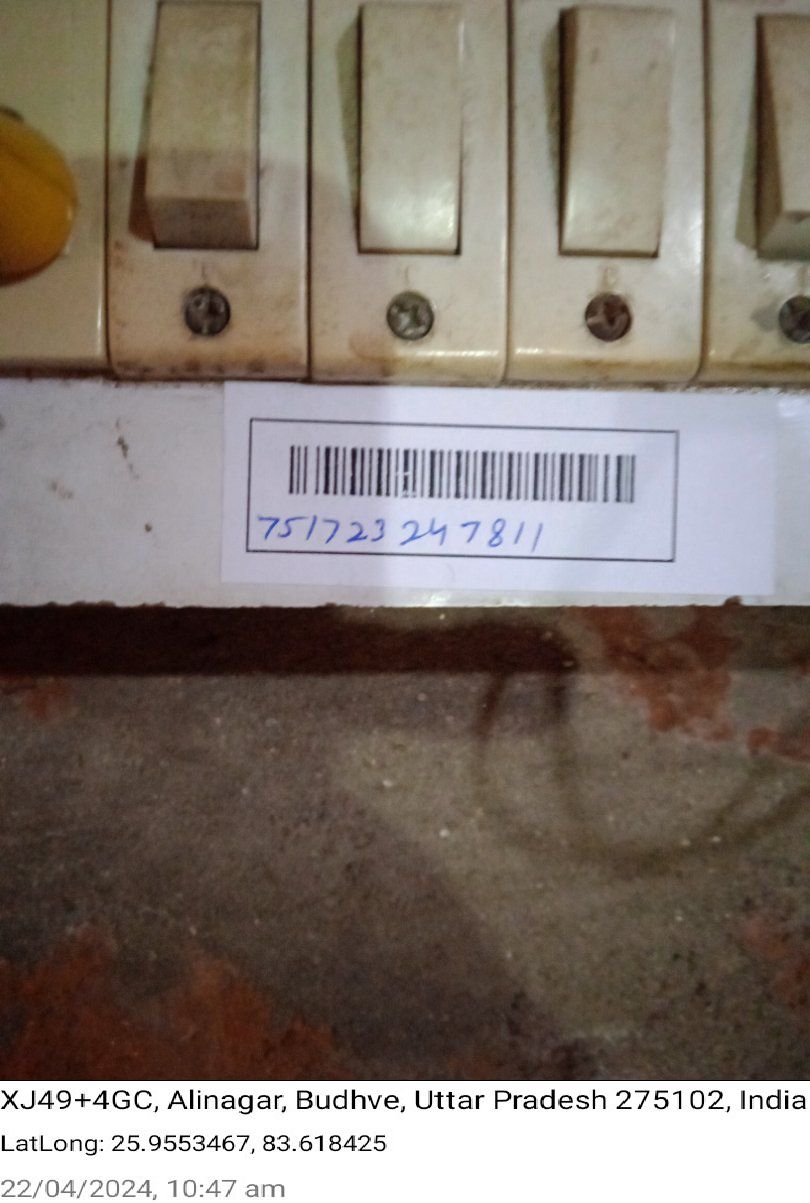 751723247811
XJ49+4GC, Alinagar, Budhve, Uttar Pradesh 275102, India
LatLong: 25.9553467, 83.618425
22/04/2024, 10:47 am